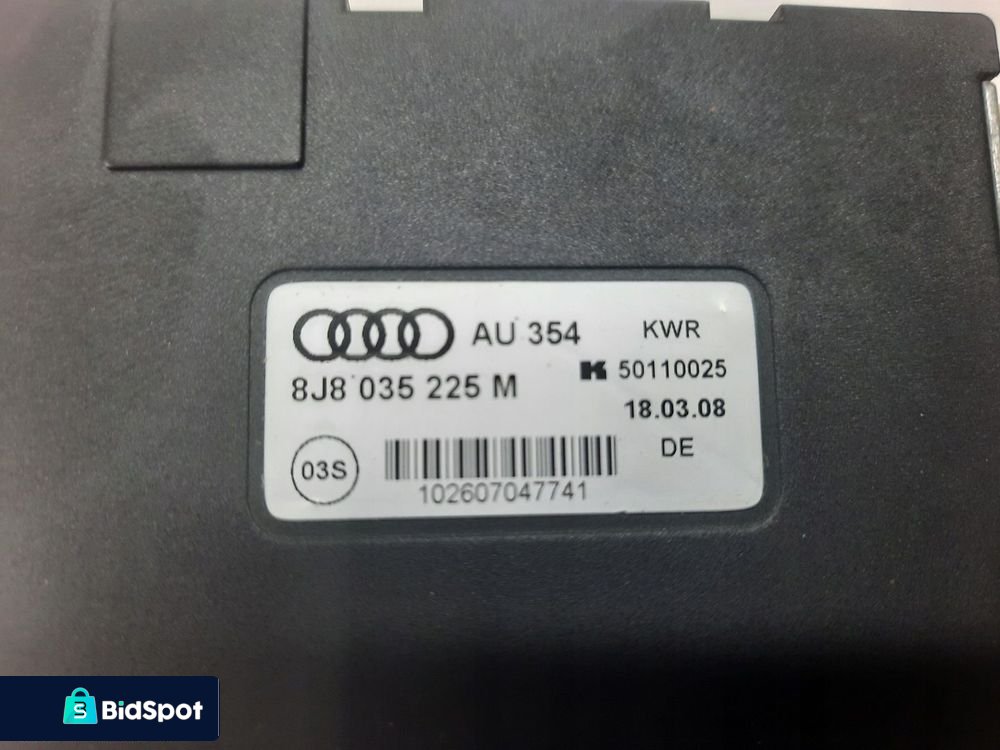 AU 354
KWR
8J8 035 225 M
K 50110025
18.03.08
03S
DE
102607047741
BidSpot